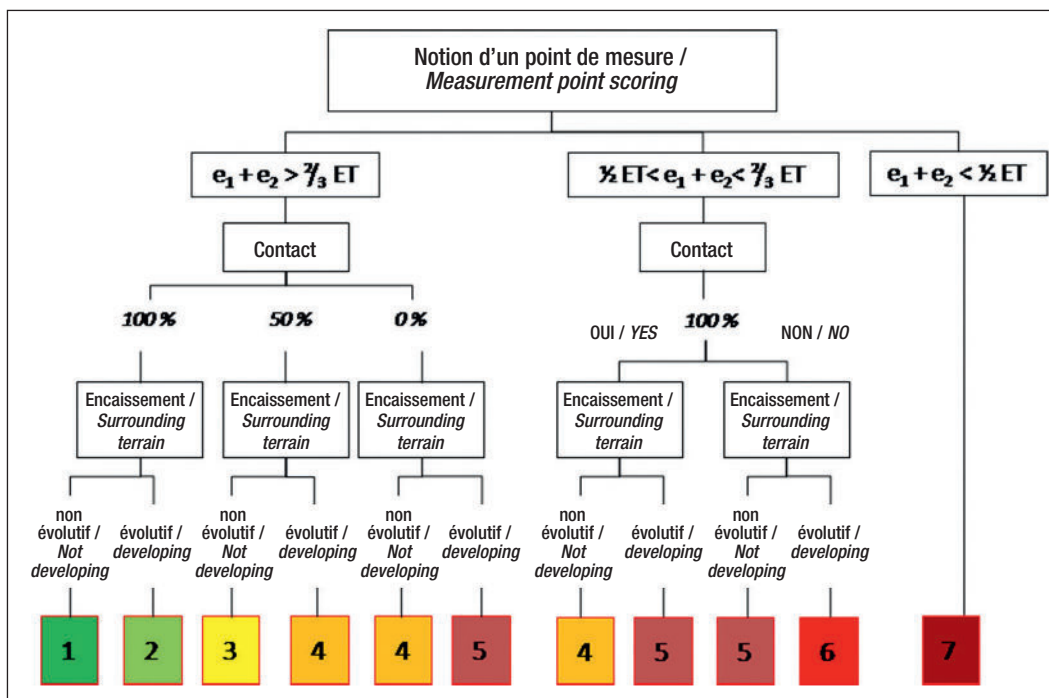 Notion d'un point de mesure /
Measurement point scoring
e₁ + e₂ > ⅔ ET
½ ET< e₁ + e₂< ⅔ ET
e₁ + e₂ < ½ ET
Contact
Contact
100% 50% 0%
OUI / YES 100% NON / NO
Encaissement /
Surrounding
terrain
Encaissement /
Surrounding
terrain
Encaissement /
Surrounding
terrain
Encaissement /
Surrounding
terrain
Encaissement /
Surrounding
terrain
non
évolutif /
Not
developing
évolutif /
developing
non
évolutif /
Not
developing
évolutif /
developing
non
évolutif /
Not
developing
évolutif /
developing
non
évolutif /
Not
developing
évolutif /
developing
non
évolutif /
Not
developing
évolutif /
developing
1 2 3 4 4 5 4 5 5 6 7